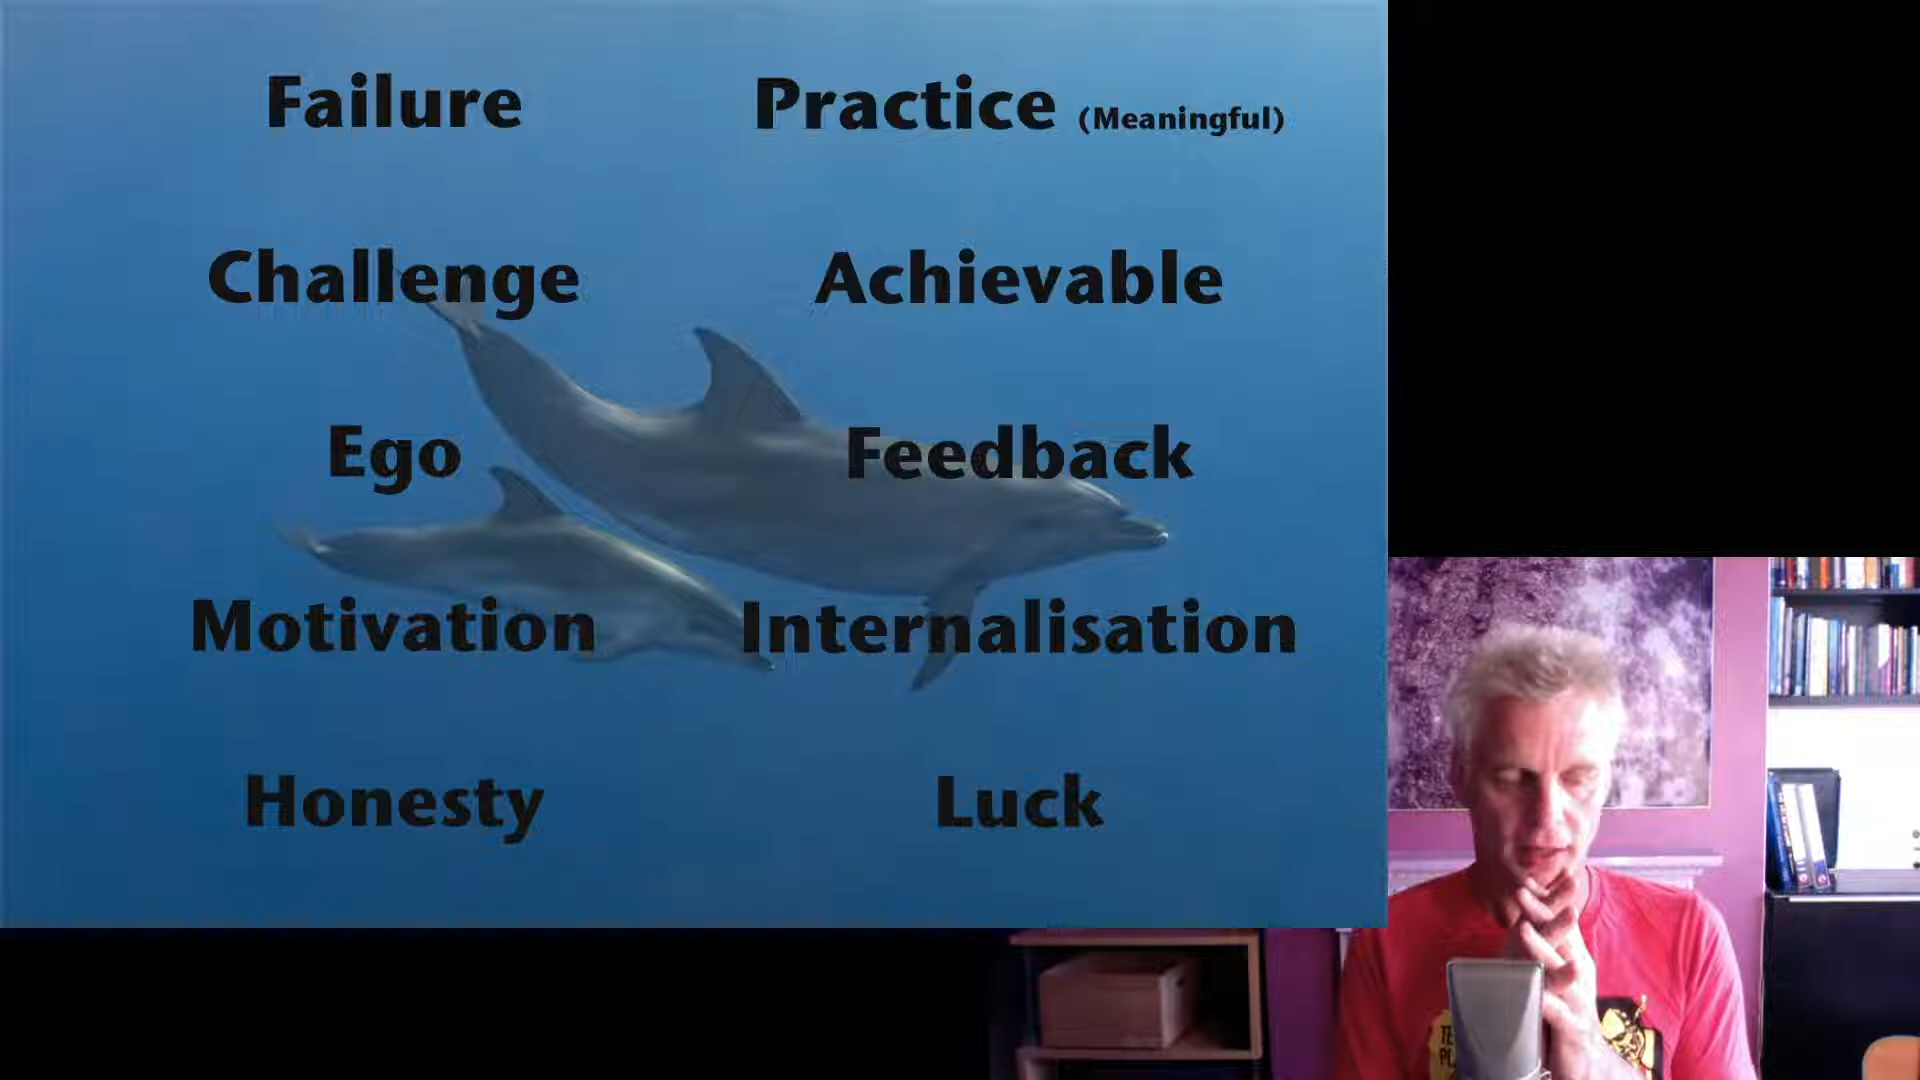 Failure
Practice (Meaningful)
Challenge
Achievable
Ego
Feedback
Motivation
Internalisation
Honesty
Luck